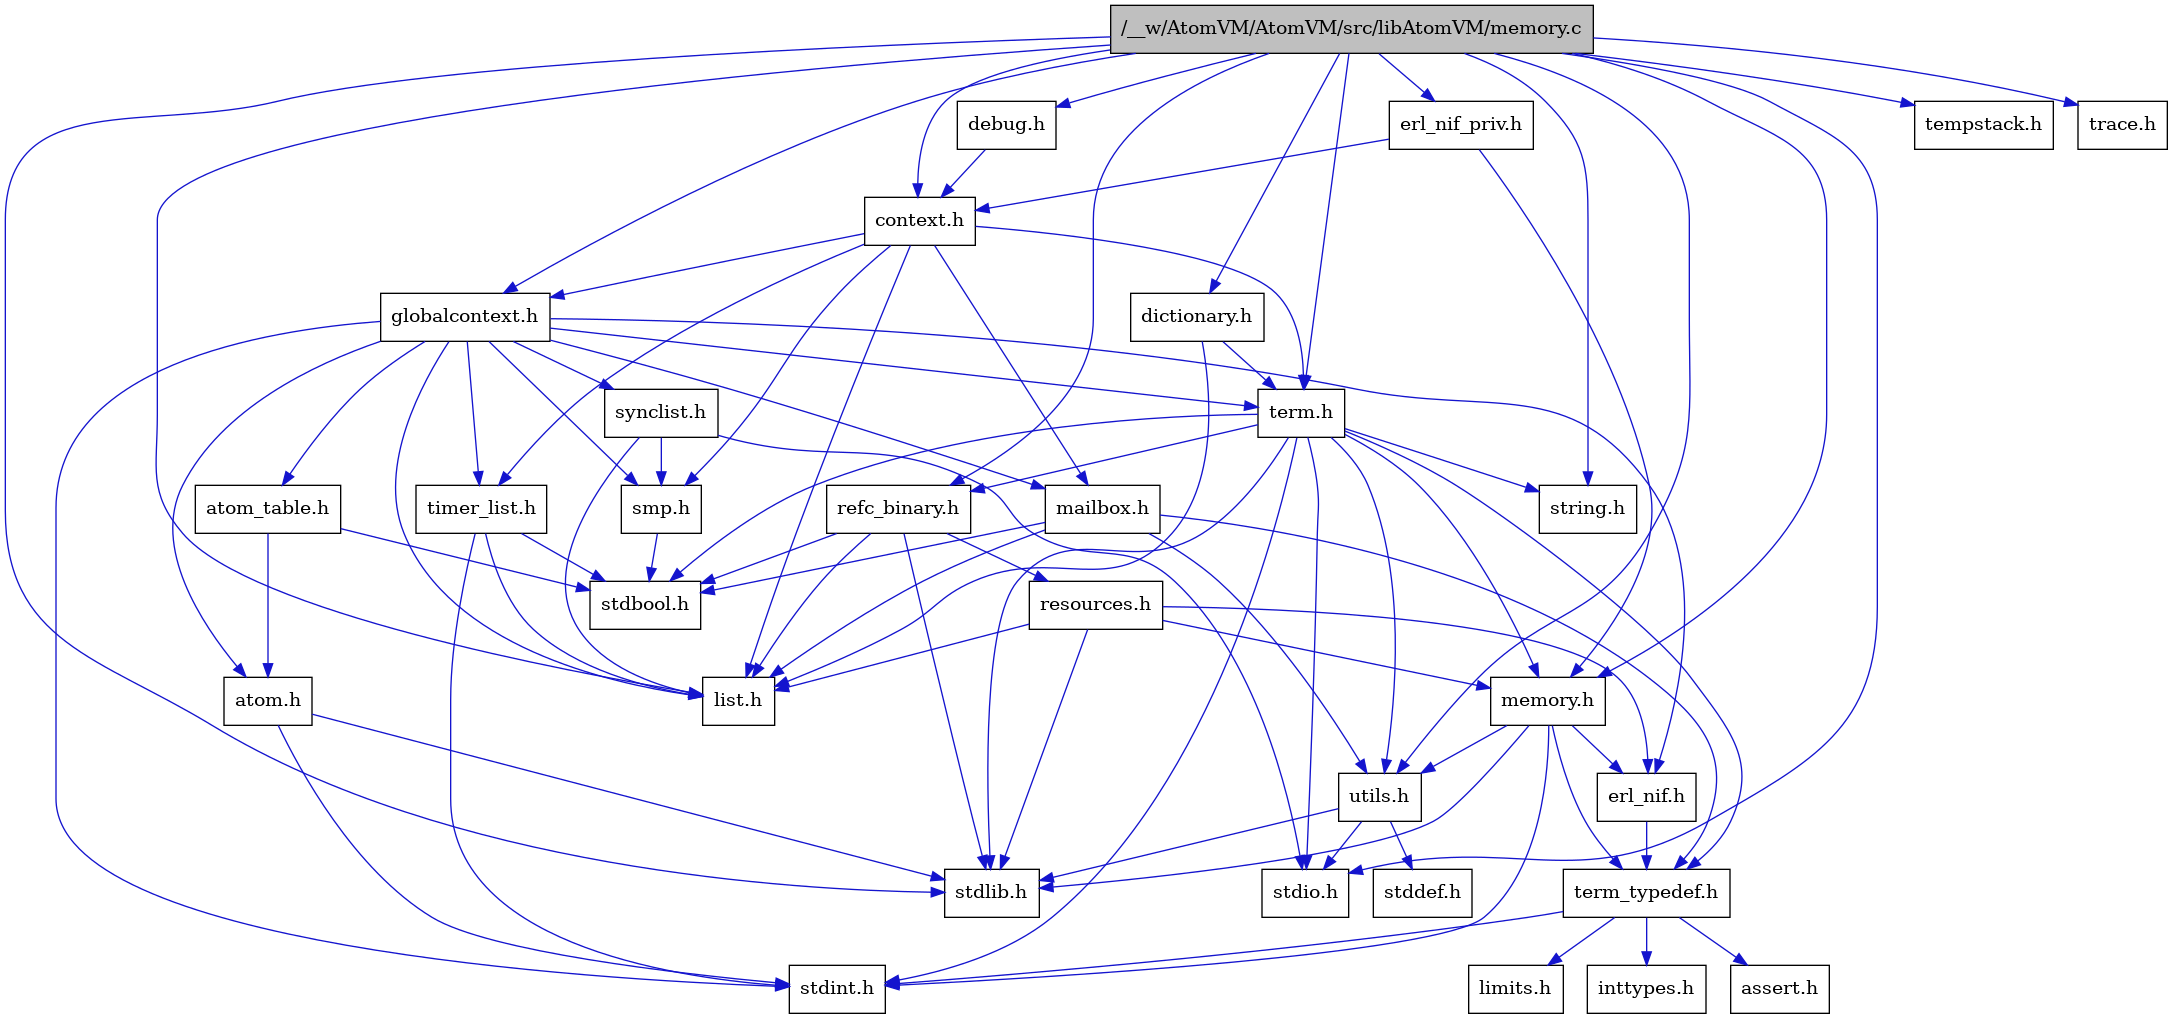 /__w/AtomVM/AtomVM/src/libAtomVM/memory.c
debug.h
erl_nif_priv.h
tempstack.h
trace.h
context.h
globalcontext.h
dictionary.h
synclist.h
term.h
atom_table.h
timer_list.h
smp.h
refc_binary.h
mailbox.h
string.h
stdbool.h
resources.h
atom.h
list.h
memory.h
utils.h
erl_nif.h
stdlib.h
stdio.h
stddef.h
term_typedef.h
stdint.h
limits.h
inttypes.h
assert.h